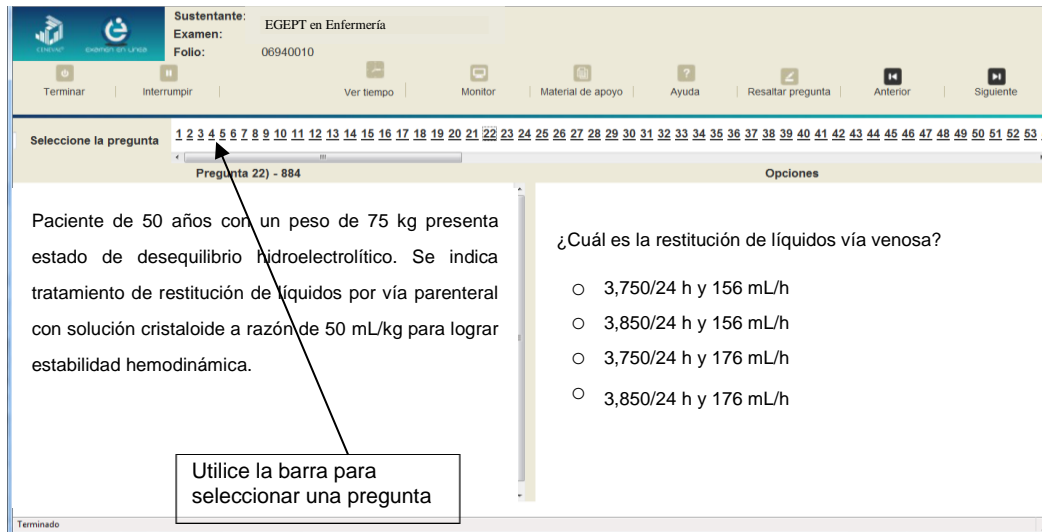 CENEVAL
examen en línea
Sustentante:
Examen:
EGEPT en Enfermería
Folio:
06940010
Terminar
Interrumpir
Ver tiempo
Monitor
Material de apoyo
Ayuda
Resaltar pregunta
Anterior
Siguiente
Seleccione la pregunta
1 2 3 4 5 6 7 8 9 10 11 12 13 14 15 16 17 18 19 20 21 22 23 24 25 26 27 28 29 30 31 32 33 34 35 36 37 38 39 40 41 42 43 44 45 46 47 48 49 50 51 52 53
Pregunta 22) - 884
Opciones
Paciente de 50 años con un peso de 75 kg presenta
estado de desequilibrio hidroelectrolítico. Se indica
tratamiento de restitución de líquidos por vía parenteral
con solución cristaloide a razón de 50 mL/kg para lograr
estabilidad hemodinámica.
¿Cuál es la restitución de líquidos vía venosa?
3,750/24 h y 156 mL/h
3,850/24 h y 156 mL/h
3,750/24 h y 176 mL/h
3,850/24 h y 176 mL/h
Utilice la barra para
seleccionar una pregunta
Terminado